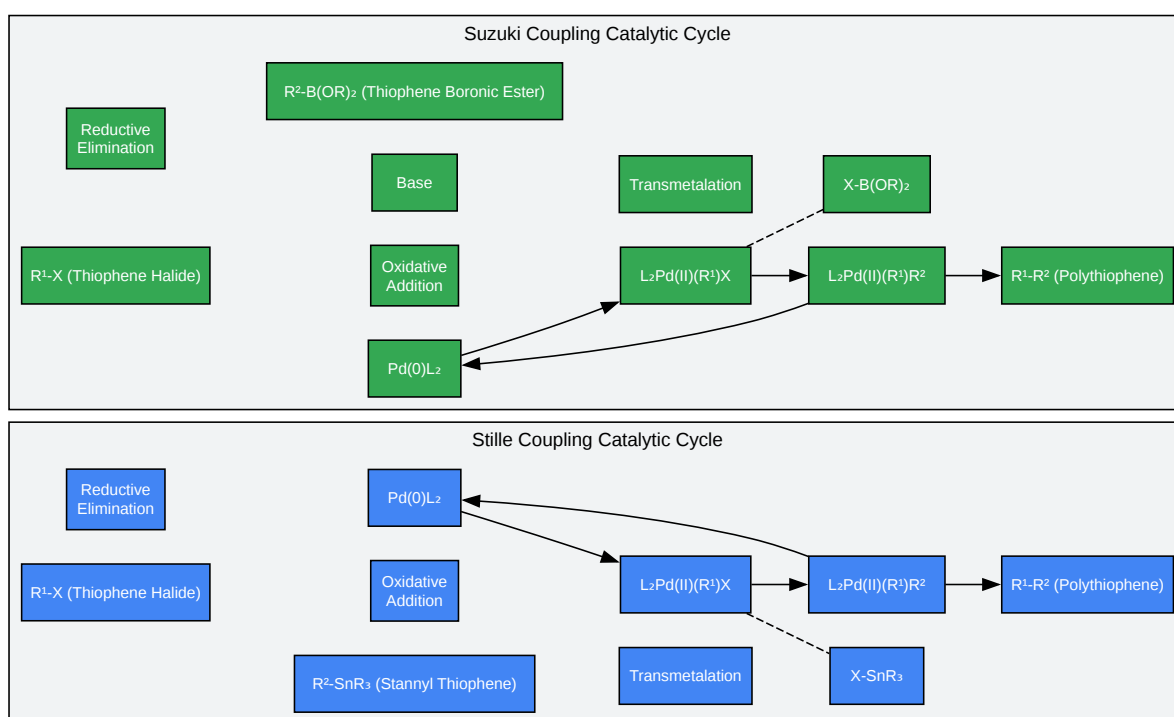 Suzuki Coupling Catalytic Cycle
R²-B(OR)₂ (Thiophene Boronic Ester)
Reductive
Elimination
Base
Transmetalation
X-B(OR)₂
R¹-X (Thiophene Halide)
Oxidative
Addition
L₂Pd(II)(R¹)X
L₂Pd(II)(R¹)R²
R¹-R² (Polythiophene)
Pd(0)L₂
Stille Coupling Catalytic Cycle
Reductive
Elimination
Pd(0)L₂
R¹-X (Thiophene Halide)
Oxidative
Addition
L₂Pd(II)(R¹)X
L₂Pd(II)(R¹)R²
R¹-R² (Polythiophene)
R²-SnR₃ (Stannyl Thiophene)
Transmetalation
X-SnR₃